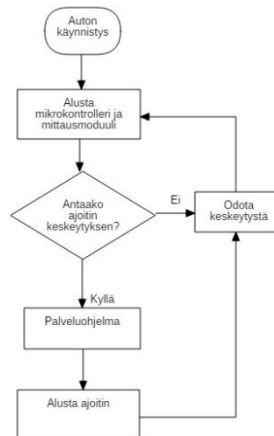 Auton
käynnistys
Alusta
mikrokontrolleri ja
mittausmoduuli
Antaako
ajoitin
keskeytyksen?
Ei
Odota
keskeytystä
Kyllä
Palveluohjelma
Alusta ajoitin